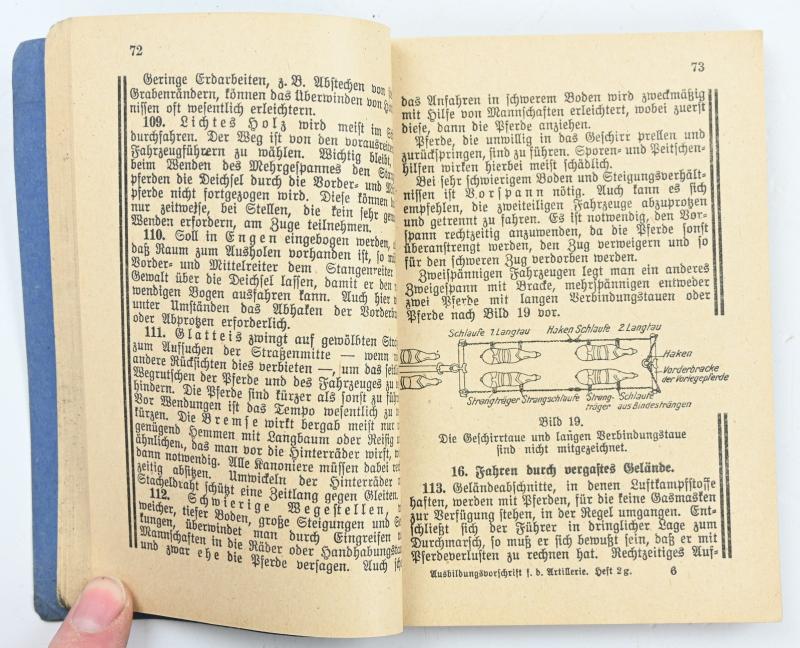 72
Geringe Erdarbeiten, z. B. Abstechen von
Grabenrändern, können das Überwinden von
nissen oft wesentlich erleichtern.
109. Lichtes Holz wird meist im
durchfahren. Der Weg ist von den vorausreiten
Fahrzeugführern zu wählen. Wichtig bleibt,
beim Wenden des Mehrgespannes den Stan
pferden die Deichsel durch die Vorder- und
pferde nicht fortgezogen wird. Diese können
nur zeitweise, bei Stellen, die kein sehr
Wenden erfordern, am Zuge teilnehmen.
110. Soll in Engen eingebogen werden,
daß Raum zum Ausholen vorhanden ist, so
Vorder- und Mittelreiter dem Stangenreiter
Gewalt über die Deichsel lassen, damit er den
wendigen Bogen ausfahren kann. Auch hier
unter Umständen das Abhaken der Vorder
oder Abprotzen erforderlich.
111. Glatteis zwingt auf gewölbten
zum Aufsuchen der Straßenmitte — wenn
andere Rücksichten dies verbieten —, um das
Wegrutschen der Pferde und des Fahrzeuges zu
hindern. Die Pferde sind kürzer als sonst zu
Vor Wendungen ist das Tempo wesentlich zu
kürzen. Die Bremse wirkt bergab meist nur
genügend Hemmen mit Langbaum oder Reisig
ähnlichen, das man vor die Hinterräder wirft,
dann notwendig. Alle Kanoniere müssen dabei
zeitig absitzen. Umwickeln der Hinterräder
Stacheldraht schützt eine Zeitlang gegen Gleiten.
112. Schwierige Wegestellen,
weicher, tiefer Boden, große Steigungen und
kungen, überwindet man durch Eingreifen
Mannschaften in die Räder oder Handhabungs
und zwar ehe die Pferde versagen. Auch
73
das Anfahren in schwerem Boden wird zweckmäßig
mit Hilfe von Mannschaften erleichtert, wobei zuerst
diese, dann die Pferde anziehen.
Pferde, die unwillig in das Geschirr prellen und
zurückspringen, sind zu führen. Sporen- und Peitschen-
hilfen wirken hierbei meist schädlich.
Bei sehr schwierigem Boden und Steigungsverhält-
nissen ist Vorspann nötig. Auch kann es sich
empfehlen, die zweiteiligen Fahrzeuge abzuprotzen
und getrennt zu fahren. Es ist notwendig, den Vor-
spann rechtzeitig anzuwenden, da die Pferde sonst
überanstrengt werden, den Zug verweigern und so
für den schweren Zug verdorben werden.
Zweispännigen Fahrzeugen legt man ein anderes
Zweigespann mit Bracke, mehrspännigen entweder
zwei Pferde mit langen Verbindungstauen oder
Pferde nach Bild 19 vor.
Schlaufe 1 Langtau Haken Schlaufe 2 Langtau
Haken
Vorderbracke
der Vorlegepferde
Strangträger Strangschlaufe Strang- Schlaufe
träger aus Bindesträngen
Bild 19.
Die Geschirrtaue und langen Verbindungstaue
sind nicht mitgezeichnet.
16. Fahren durch vergastes Gelände.
113. Geländeabschnitte, in denen Luftkampfstoffe
haften, werden mit Pferden, für die keine Gasmasken
zur Verfügung stehen, in der Regel umgangen. Ent-
schließt sich der Führer in dringlicher Lage zum
Durchmarsch, so muß er sich bewußt sein, daß er mit
Pferdeverlusten zu rechnen hat. Rechtzeitiges Auf-
Ausbildungsvorschrift f. d. Artillerie. Heft 2g. 6